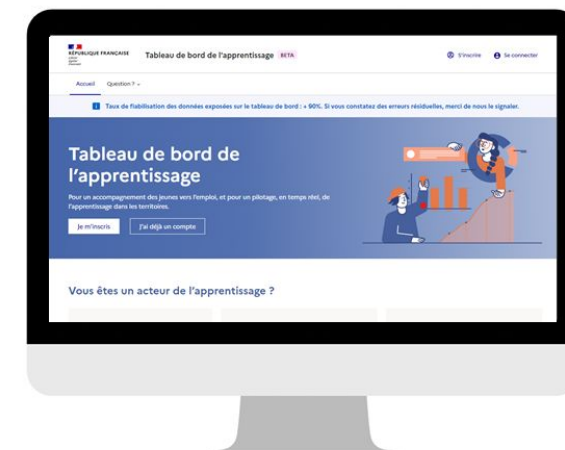 RÉPUBLIQUE FRANÇAISE
Tableau de bord de l'apprentissage BETA
S'inscrire
Se connecter
Accueil
Question ?
Taux de fiabilisation des données exposées sur le tableau de bord : + 90%. Si vous constatez des erreurs résiduelles, merci de nous le signaler.
Tableau de bord de
l'apprentissage
Pour un accompagnement des jeunes vers l'emploi, et pour un pilotage, en temps réel, de
l'apprentissage dans les territoires.
Je m'inscris
J'ai déjà un compte
Vous êtes un acteur de l'apprentissage ?